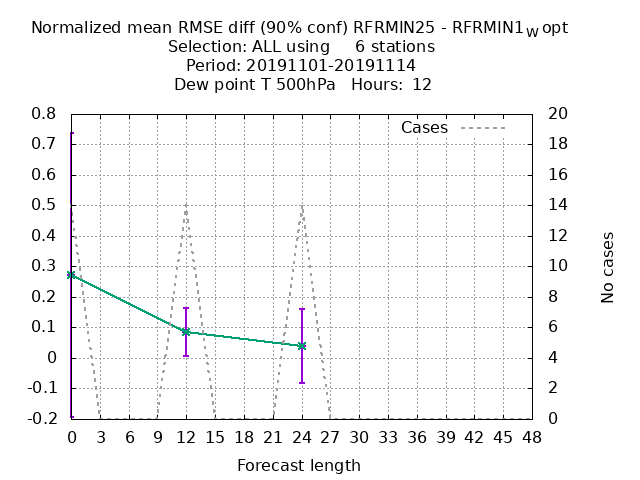 Normalized mean RMSE diff (90% conf) RFRMIN25 - RFRMIN1W opt
Selection: ALL using     6 stations
Period: 20191101-20191114
Dew point T 500hPa   Hours:  12
Cases
0.8
0.7
0.6
0.5
0.4
0.3
0.2
0.1
0
-0.1
-0.2
20
18
16
14
12
10
8
6
4
2
0
No cases
0 3 6 9 12 15 18 21 24 27 30 33 36 39 42 45 48
Forecast length